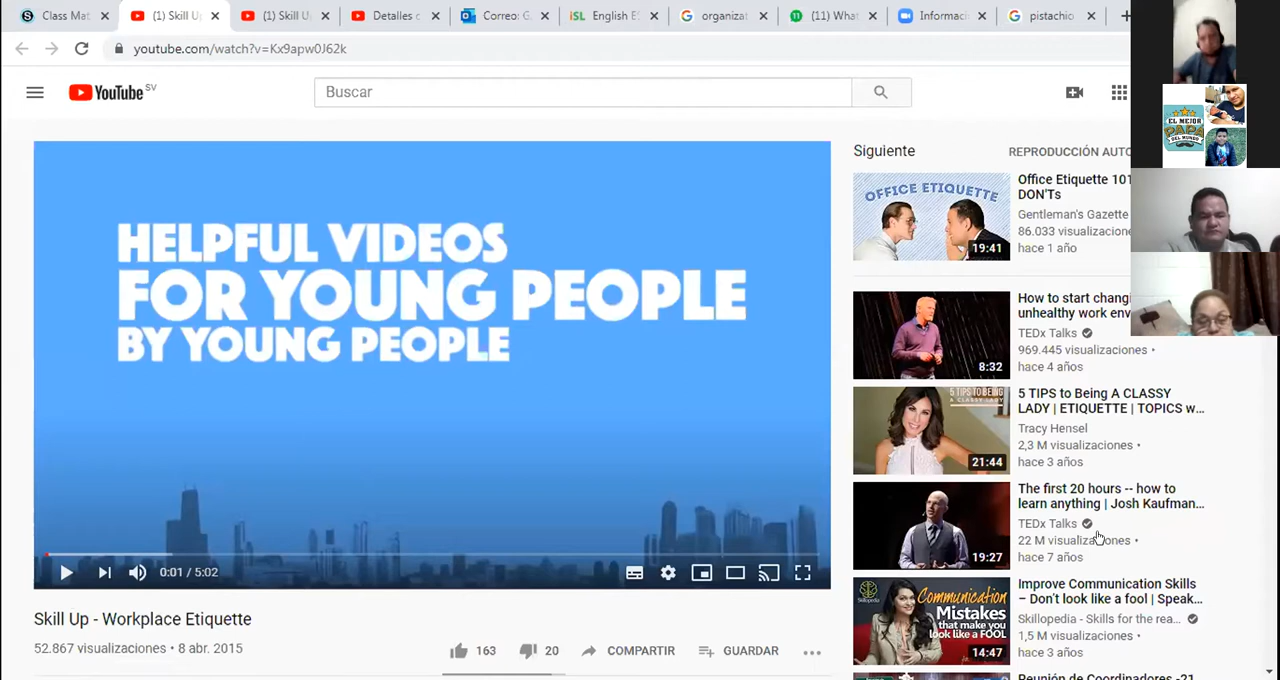 Class Mat
(1) Skill U
(1) Skill U
Detalles c
Correo: G
iSL
English E
organizat
(11) What
Informaci
pistachio
youtube.com/watch?v=Kx9apw0J62k
YouTube SV
Buscar
HELPFUL VIDEOS
FOR YOUNG PEOPLE
BY YOUNG PEOPLE
0:01 / 5:02
Skill Up - Workplace Etiquette
52.867 visualizaciones • 8 abr. 2015
163
20
COMPARTIR
GUARDAR
Siguiente
REPRODUCCIÓN AUTO
OFFICE ETIQUETTE
19:41
Office Etiquette 101
DON'Ts
Gentleman's Gazette
86.033 visualizacione
hace 1 año
8:32
How to start changi
unhealthy work env
TEDx Talks
969.445 visualizaciones •
hace 4 años
5 TIPS to Being
A CLASSY LADY
21:44
5 TIPS to Being A CLASSY
LADY | ETIQUETTE | TOPICS w...
Tracy Hensel
2,3 M visualizaciones •
hace 3 años
19:27
The first 20 hours -- how to
learn anything | Josh Kaufman...
TEDx Talks
22 M visualizaciones •
hace 7 años
Skillopedia
Communication
Mistakes
that make you
look like a FOOL
14:47
Improve Communication Skills
– Don't look like a fool | Speak...
Skillopedia - Skills for the rea...
1,5 M visualizaciones •
hace 3 años
Reunión de Coordinadores -21
EL MEJOR
PAPÁ
DEL MUNDO